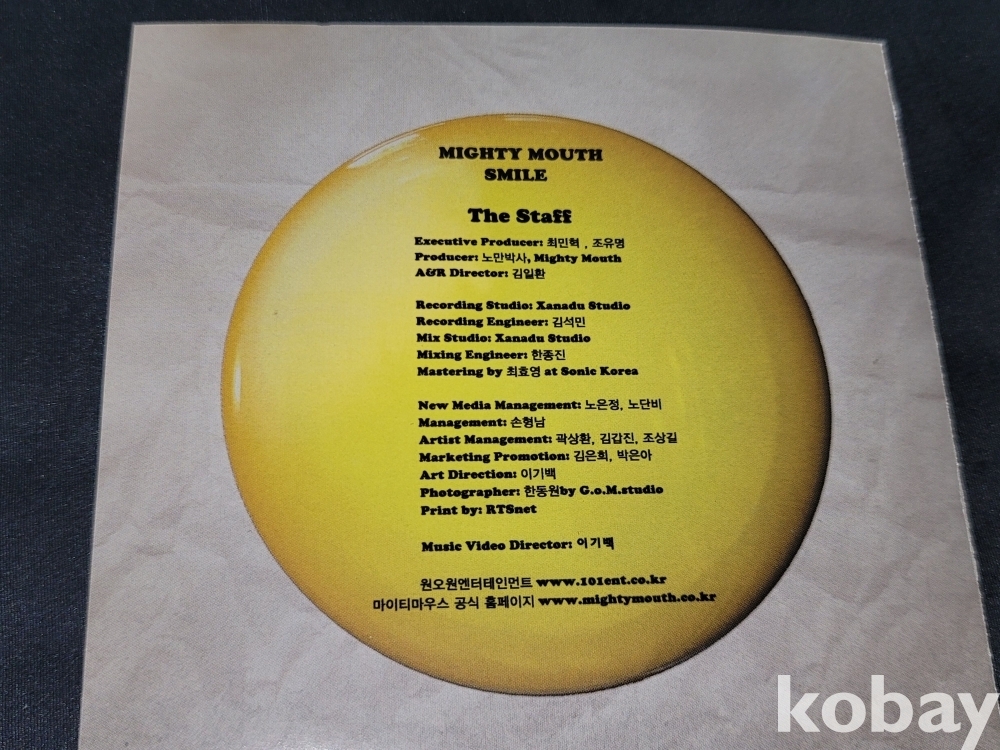 MIGHTY MOUTH
SMILE
The Staff
Executive Producer: 최민혁 , 조유명
Producer: 노만박사, Mighty Mouth
A&R Director: 김일환
Recording Studio: Xanadu Studio
Recording Engineer: 김석민
Mix Studio: Xanadu Studio
Mixing Engineer: 한종진
Mastering by 최효영 at Sonic Korea
New Media Management: 노은정, 노단비
Management: 손형남
Artist Management: 곽상환, 김갑진, 조상길
Marketing Promotion: 김은희, 박은아
Art Direction: 이기백
Photographer: 한동원by G.o.M.studio
Print by: RTSnet
Music Video Director: 이기백
원오원엔터테인먼트 www.101ent.co.kr
마이티마우스 공식 홈페이지 www.mightymouth.co.kr
kobay